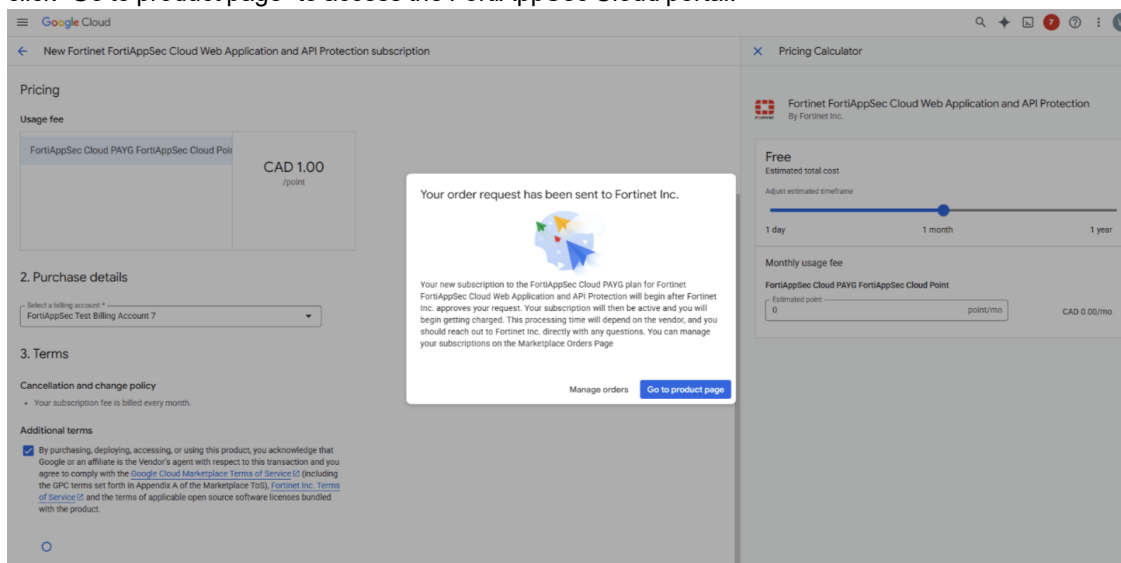 click "Go to product page" to access the FortiAppSec Cloud portal.
Google Cloud
7
New Fortinet FortiAppSec Cloud Web Application and API Protection subscription
Pricing
Usage fee
FortiAppSec Cloud PAYG FortiAppSec Cloud Poin
CAD 1.00
/point
2. Purchase details
Select a billing account *
FortiAppSec Test Billing Account 7
3. Terms
Cancellation and change policy
• Your subscription fee is billed every month.
Additional terms
By purchasing, deploying, accessing, or using this product, you acknowledge that
Google or an affiliate is the Vendor's agent with respect to this transaction and you
agree to comply with the Google Cloud Marketplace Terms of Service (including
the GPC terms set forth in Appendix A of the Marketplace ToS), Fortinet Inc. Terms
of Service and the terms of applicable open source software licenses bundled
with the product.
Your order request has been sent to Fortinet Inc.
Your new subscription to the FortiAppSec Cloud PAYG plan for Fortinet
FortiAppSec Cloud Web Application and API Protection will begin after Fortinet
Inc. approves your request. Your subscription will then be active and you will
begin getting charged. This processing time will depend on the vendor, and you
should reach out to Fortinet Inc. directly with any questions. You can manage
your subscriptions on the Marketplace Orders Page
Manage orders
Go to product page
Pricing Calculator
Fortinet FortiAppSec Cloud Web Application and API Protection
By Fortinet Inc.
Free
Estimated total cost
Adjust estimated timeframe
1 day 1 month 1 year
Monthly usage fee
FortiAppSec Cloud PAYG FortiAppSec Cloud Point
Estimated point
0 point/mo CAD 0.00/mo